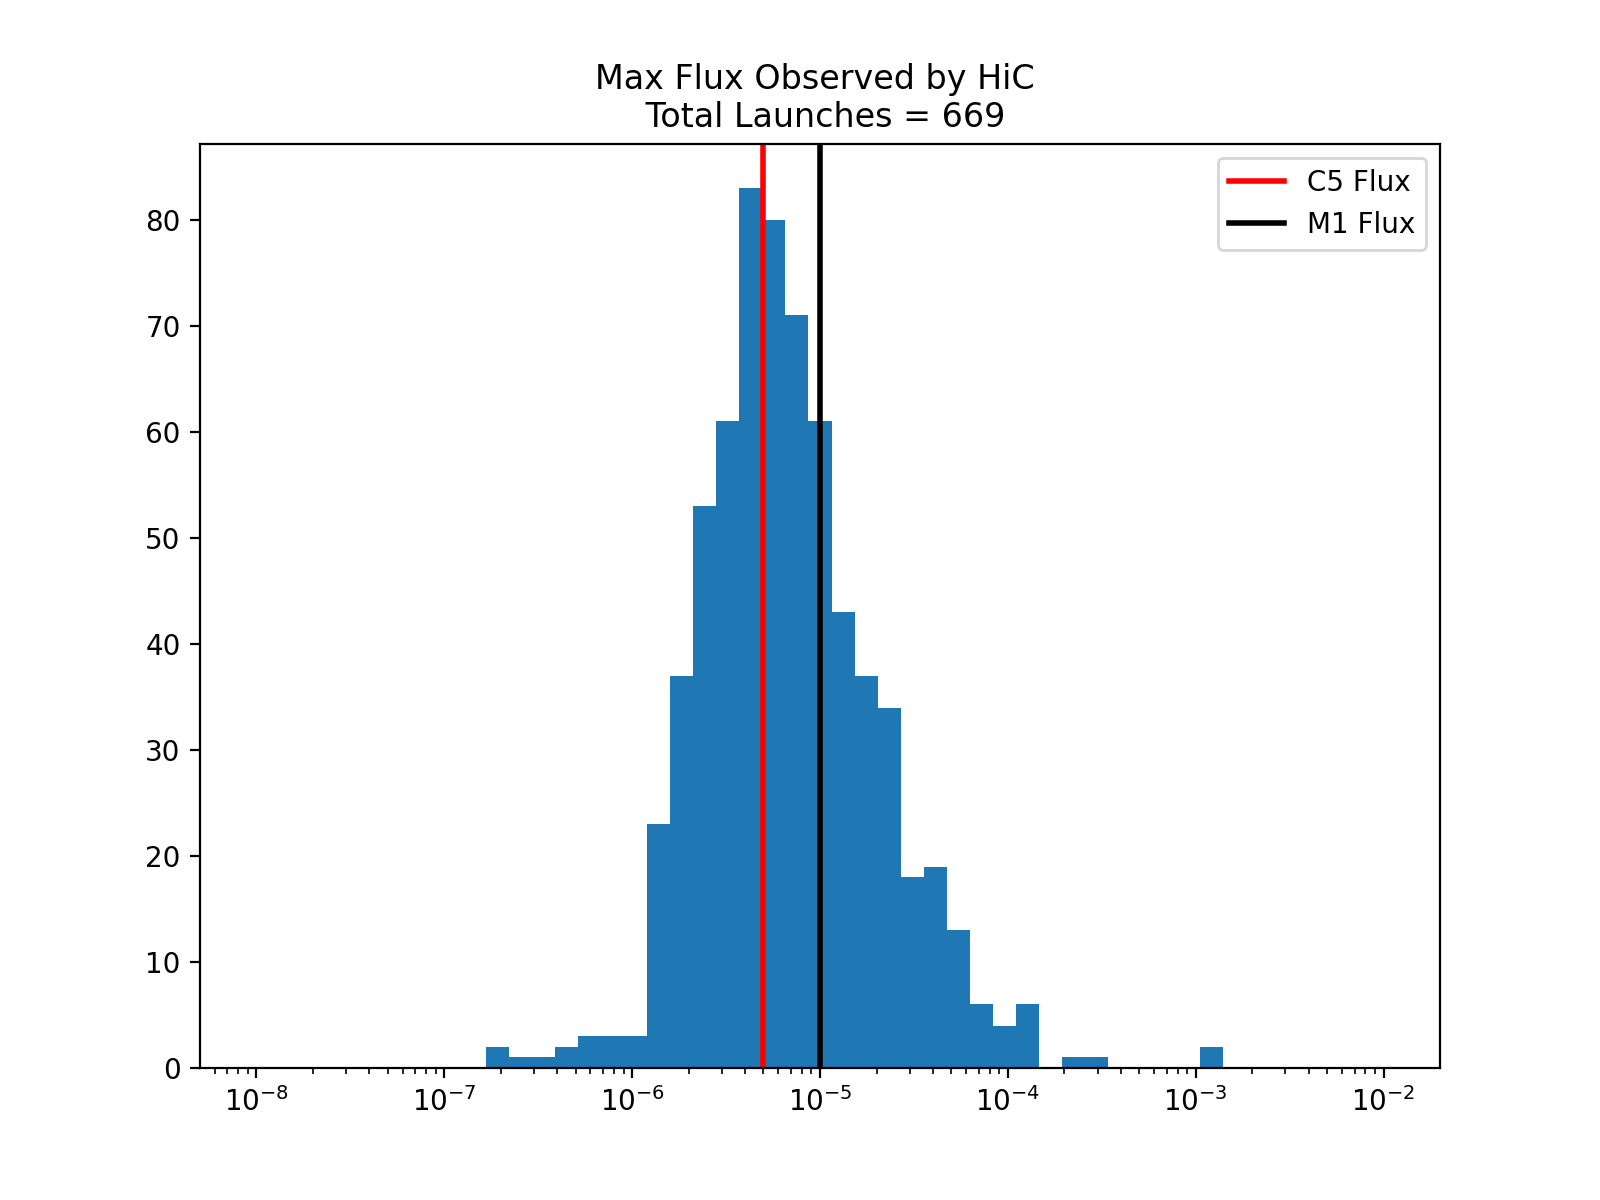 Max Flux Observed by HiC
Total Launches = 669
C5 Flux
M1 Flux
80
70
60
50
40
30
20
10
0
10⁻⁸ 10⁻⁷ 10⁻⁶ 10⁻⁵ 10⁻⁴ 10⁻³ 10⁻²